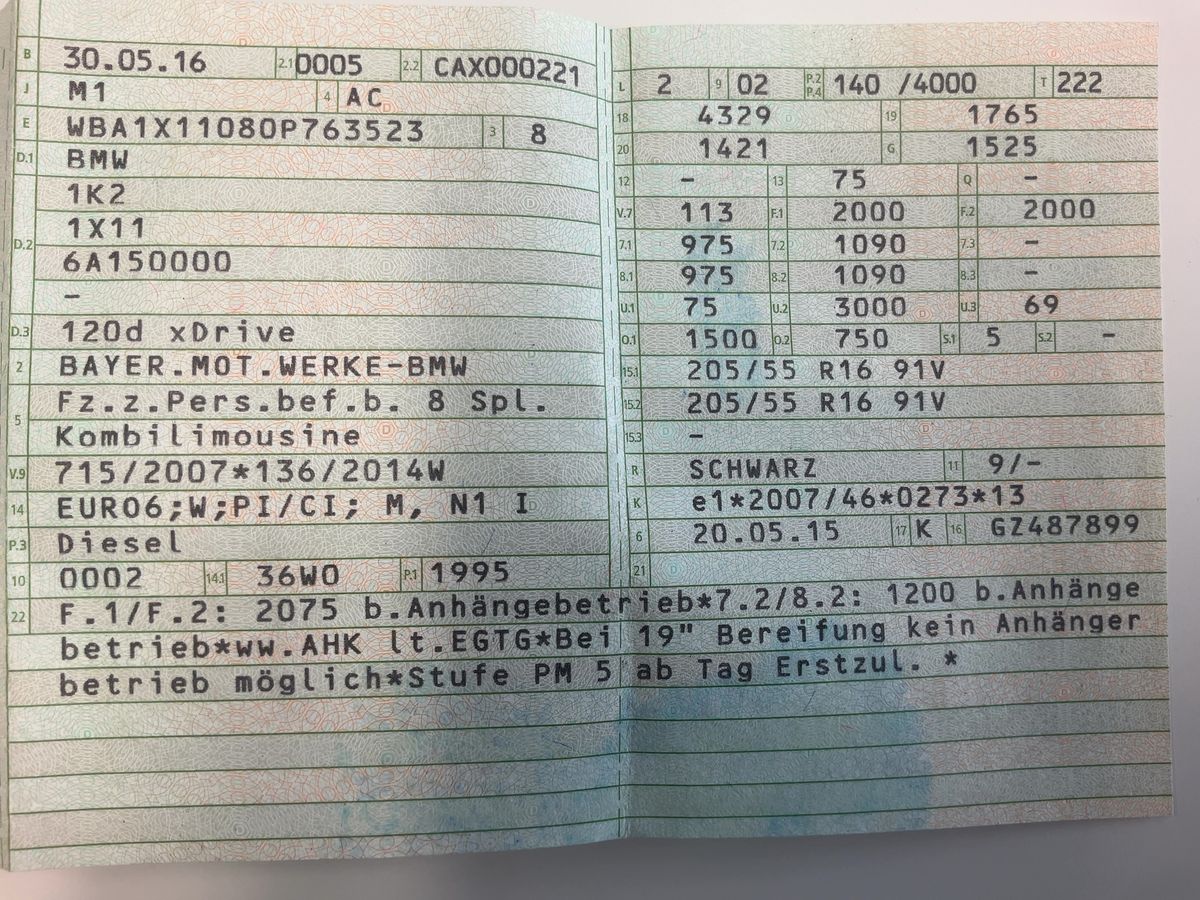 B 30.05.16 2.1 0005 2.2 CAX000221
J M1 4 AC
E WBA1X11080P763523 3 8
D.1 BMW
1K2
D.2 1X11
6A150000
–
D.3 120d xDrive
2 BAYER.MOT.WERKE-BMW
5 Fz.z.Pers.bef.b. 8 Spl.
Kombilimousine
V.9 715/2007*136/2014W
14 EURO6;W;PI/CI; M, N1 I
P.3 Diesel
10 0002 14.1 36W0 P.1 1995
L 2 9 02 P.2 P.4 140 /4000 T 222
18 4329 19 1765
20 1421 G 1525
12 – 13 75 Q –
V.7 113 F.1 2000 F.2 2000
7.1 975 7.2 1090 7.3 –
8.1 975 8.2 1090 8.3 –
U.1 75 U.2 3000 U.3 69
O.1 1500 O.2 750 S.1 5 S.2 –
15.1 205/55 R16 91V
15.2 205/55 R16 91V
15.3 –
R SCHWARZ 11 9/-
K e1*2007/46*0273*13
6 20.05.15 17 K 16 GZ487899
21
22 F.1/F.2: 2075 b.Anhängebetrieb*7.2/8.2: 1200 b.Anhänge
betrieb*ww.AHK lt.EGTG*Bei 19" Bereifung kein Anhänger
betrieb möglich*Stufe PM 5 ab Tag Erstzul. *